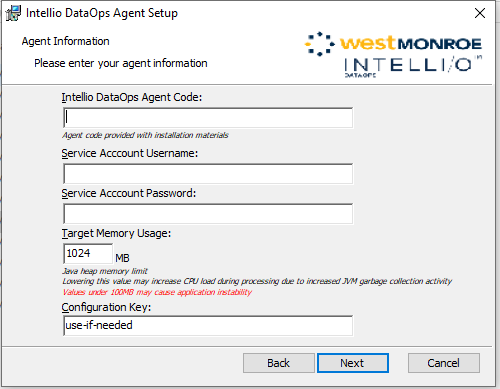 Intellio DataOps Agent Setup
Agent Information
Please enter your agent information
westMONROE
INTELLIO™
DATAOPS
Intellio DataOps Agent Code:
Agent code provided with installation materials
Service Acccount Username:
Service Acccount Password:
Target Memory Usage:
1024 MB
Java heap memory limit
Lowering this value may increase CPU load during processing due to increased JVM garbage collection activity
Values under 100MB may cause application instability
Configuration Key:
use-if-needed
Back Next Cancel